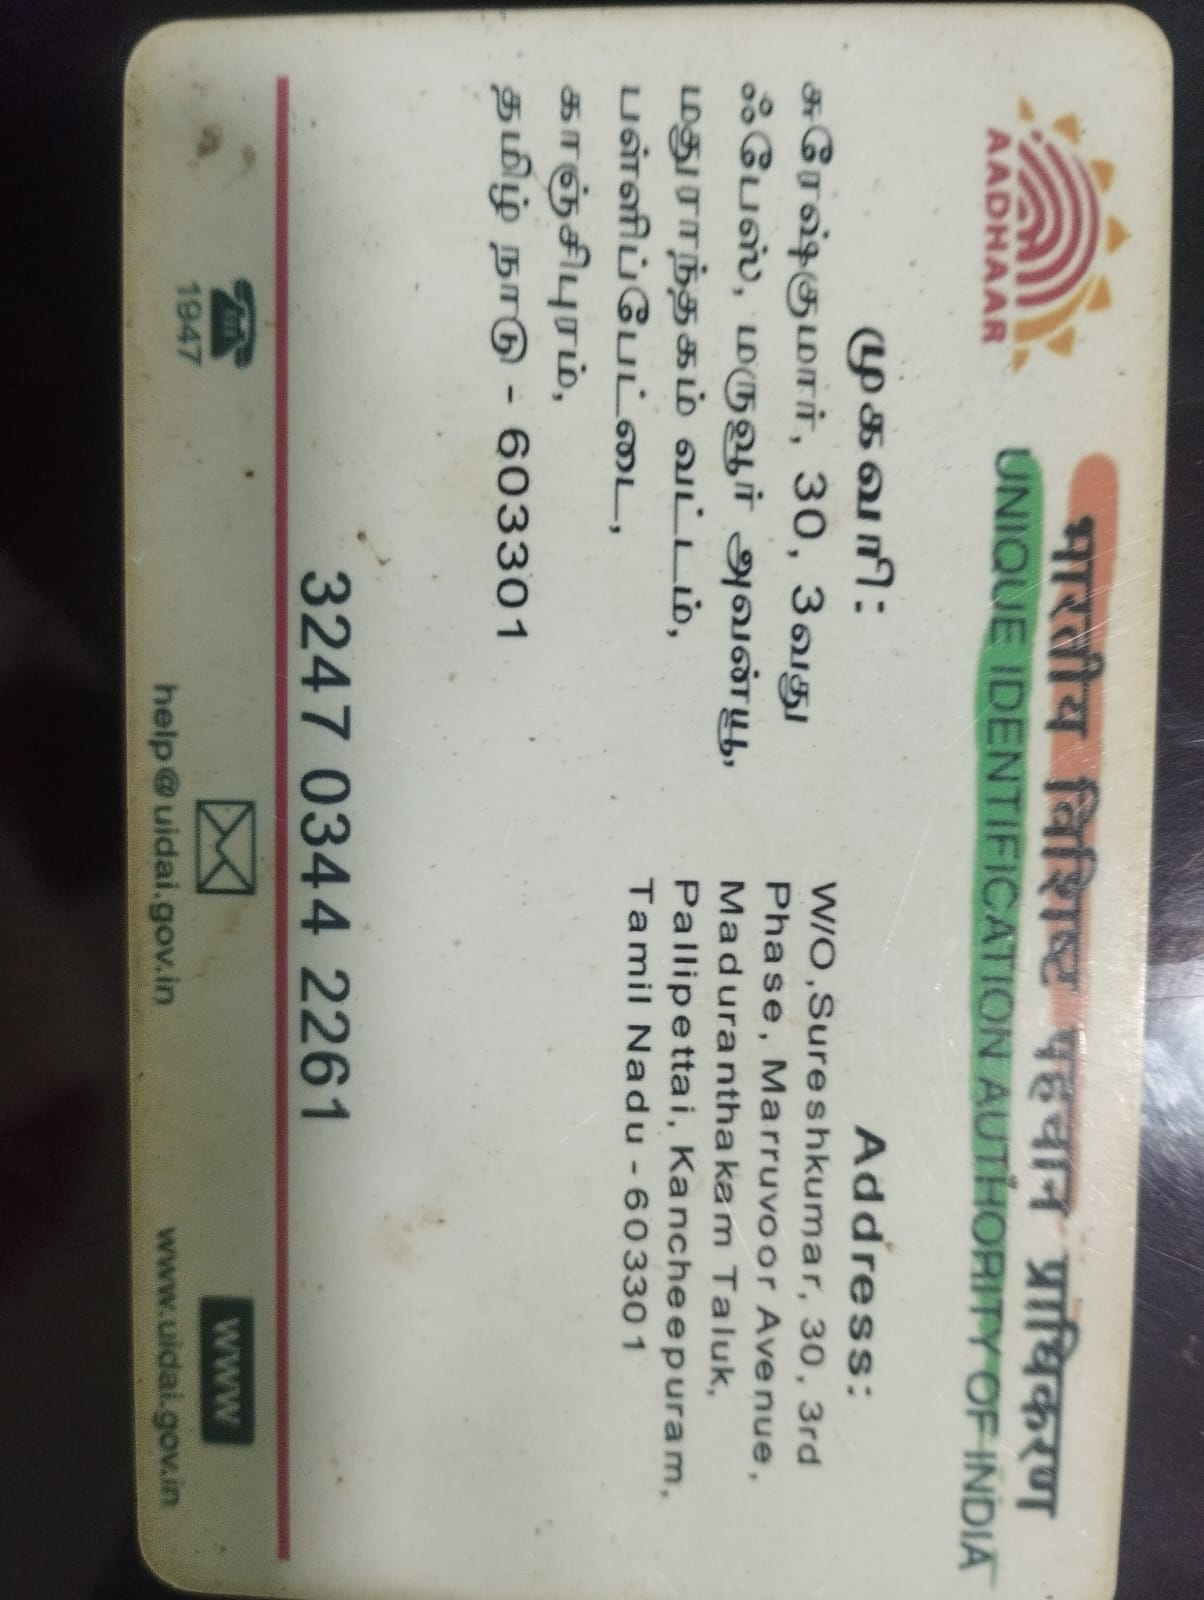 भारतीय विशिष्ट पहचान प्राधिकरण
UNIQUE IDENTIFICATION AUTHORITY OF INDIA
AADHAAR
முகவரி:
சுரேஷ்குமார், 30, 3வது
ஃபேஸ், மருவூர் அவன்யூ,
மதுராந்தகம் வட்டம்,
பள்ளிப்பேட்டை,
காஞ்சிபுரம்,
தமிழ் நாடு - 603301
Address:
W/O,Sureshkumar, 30, 3rd
Phase, Marruvoor Avenue,
Maduranthakam Taluk,
Pallipettai, Kancheepuram,
Tamil Nadu - 603301
3247 0344 2261
1947
help@uidai.gov.in
WWW
www.uidai.gov.in